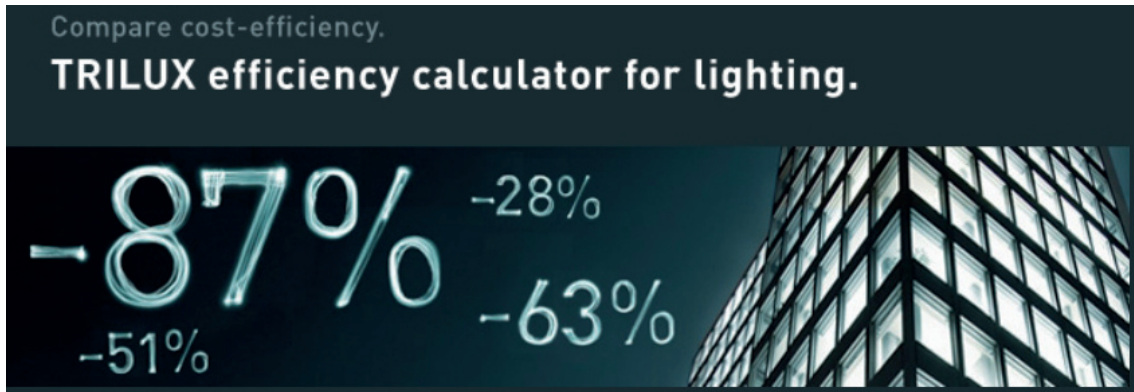 Compare cost-efficiency.
TRILUX efficiency calculator for lighting.
-87%
-28%
-63%
-51%